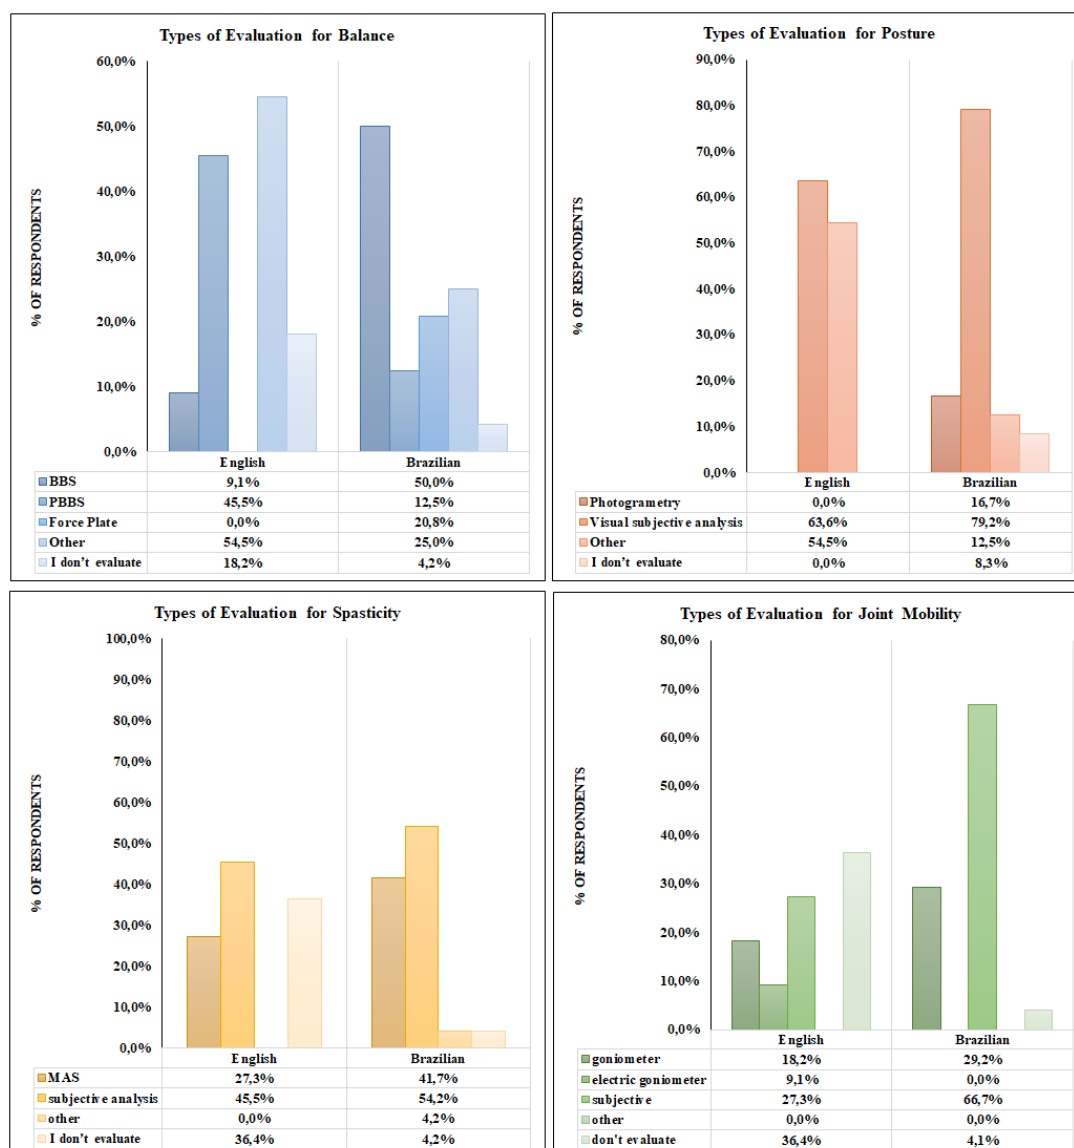 Types of Evaluation for Balance
% OF RESPONDENTS
60,0%
50,0%
40,0%
30,0%
20,0%
10,0%
0,0%
English Brazilian
BBS 9,1% 50,0%
PBBS 45,5% 12,5%
Force Plate 0,0% 20,8%
Other 54,5% 25,0%
I don't evaluate 18,2% 4,2%
Types of Evaluation for Posture
% OF RESPONDENTS
90,0%
80,0%
70,0%
60,0%
50,0%
40,0%
30,0%
20,0%
10,0%
0,0%
English Brazilian
Photogrametry 0,0% 16,7%
Visual subjective analysis 63,6% 79,2%
Other 54,5% 12,5%
I don't evaluate 0,0% 8,3%
Types of Evaluation for Spasticity
% OF RESPONDENTS
100,0%
90,0%
80,0%
70,0%
60,0%
50,0%
40,0%
30,0%
20,0%
10,0%
0,0%
English Brazilian
MAS 27,3% 41,7%
subjective analysis 45,5% 54,2%
other 0,0% 4,2%
I don't evaluate 36,4% 4,2%
Types of Evaluation for Joint Mobility
% OF RESPONDENTS
80,0%
70,0%
60,0%
50,0%
40,0%
30,0%
20,0%
10,0%
0,0%
English Brazilian
goniometer 18,2% 29,2%
electric goniometer 9,1% 0,0%
subjective 27,3% 66,7%
other 0,0% 0,0%
don't evaluate 36,4% 4,1%